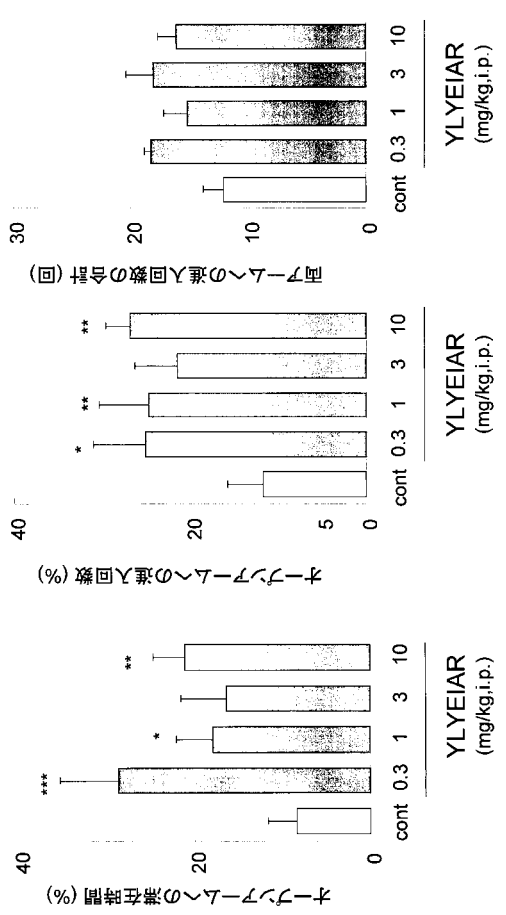 オープンアームへの滞在時間 (%)
40
20
0
***
*
**
cont
0.3
1
3
10
YLYEIAR
(mg/kg,i.p.)
オープンアームへの進入回数 (%)
40
20
5
0
*
**
**
cont
0.3
1
3
10
YLYEIAR
(mg/kg,i.p.)
両アームへの進入回数の合計 (回)
30
20
10
0
cont
0.3
1
3
10
YLYEIAR
(mg/kg,i.p.)